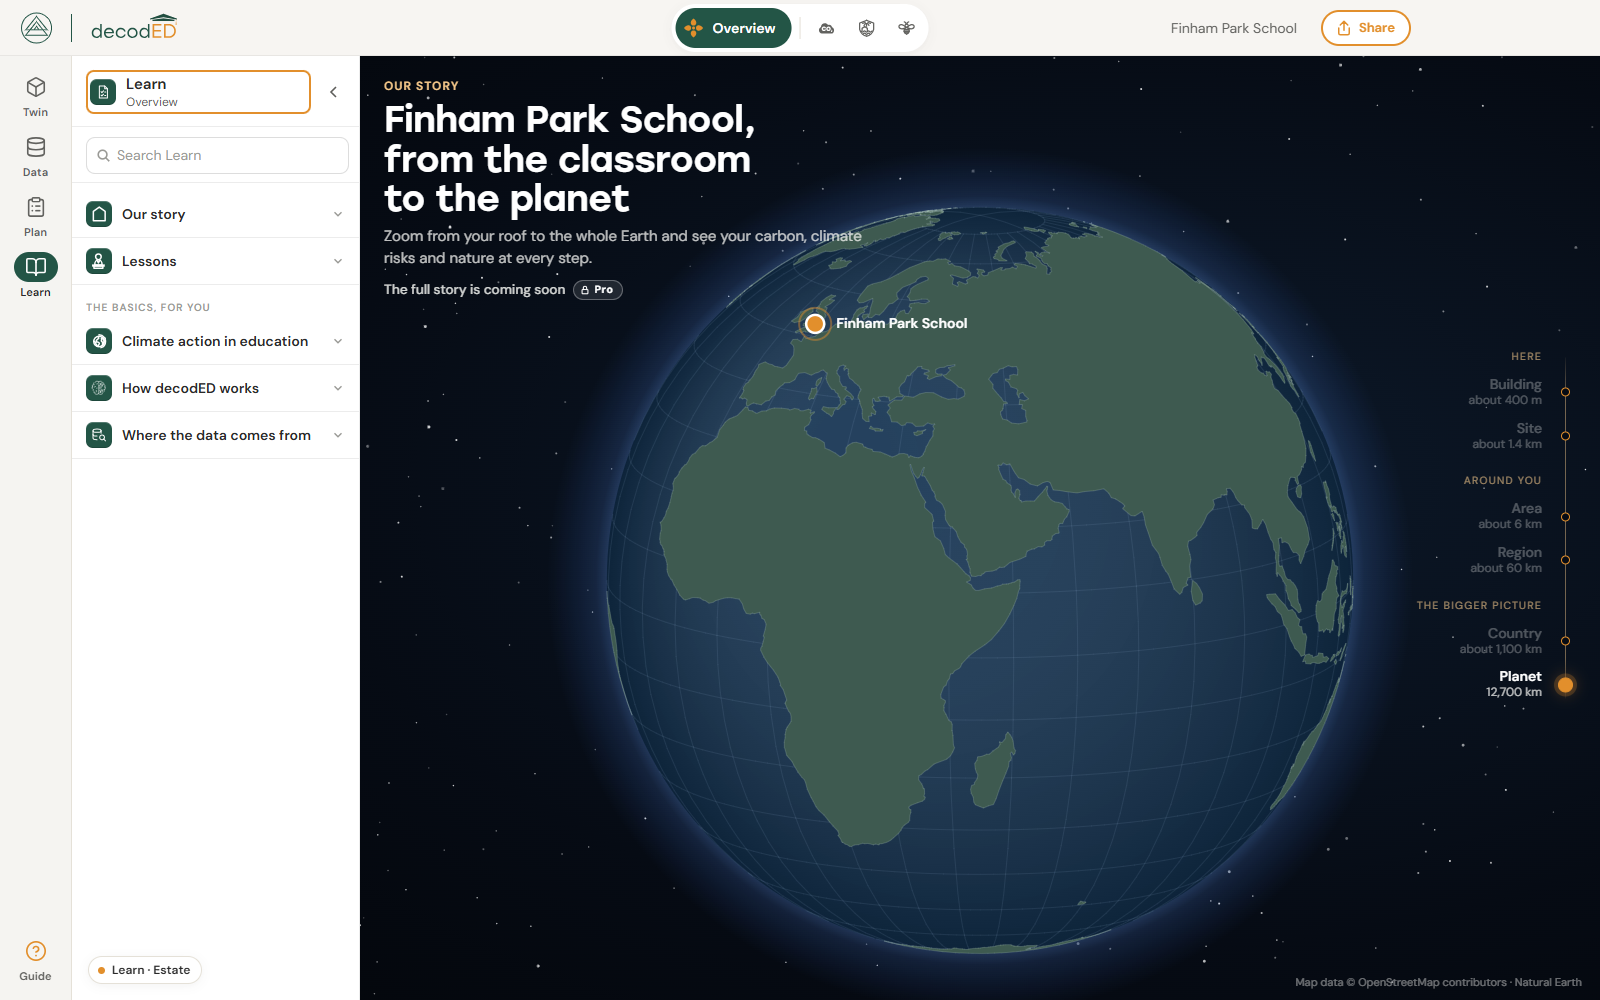 decodED
Overview
CO₂
Finham Park School
Share
Twin
Data
Plan
Learn
Guide
Learn
Overview
Search Learn
Our story
Lessons
THE BASICS, FOR YOU
Climate action in education
How decodED works
Where the data comes from
Learn · Estate
OUR STORY
Finham Park School,
from the classroom
to the planet
Zoom from your roof to the whole Earth and see your carbon, climate
risks and nature at every step.
The full story is coming soon Pro
Finham Park School
HERE
Building
about 400 m
Site
about 1.4 km
AROUND YOU
Area
about 6 km
Region
about 60 km
THE BIGGER PICTURE
Country
about 1,100 km
Planet
12,700 km
Map data © OpenStreetMap contributors · Natural Earth